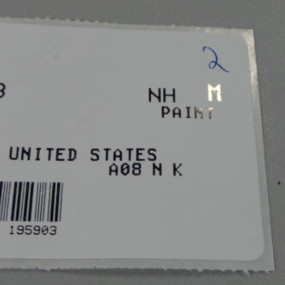 2
NH M
PAINT
UNITED STATES
A08 N K
195903